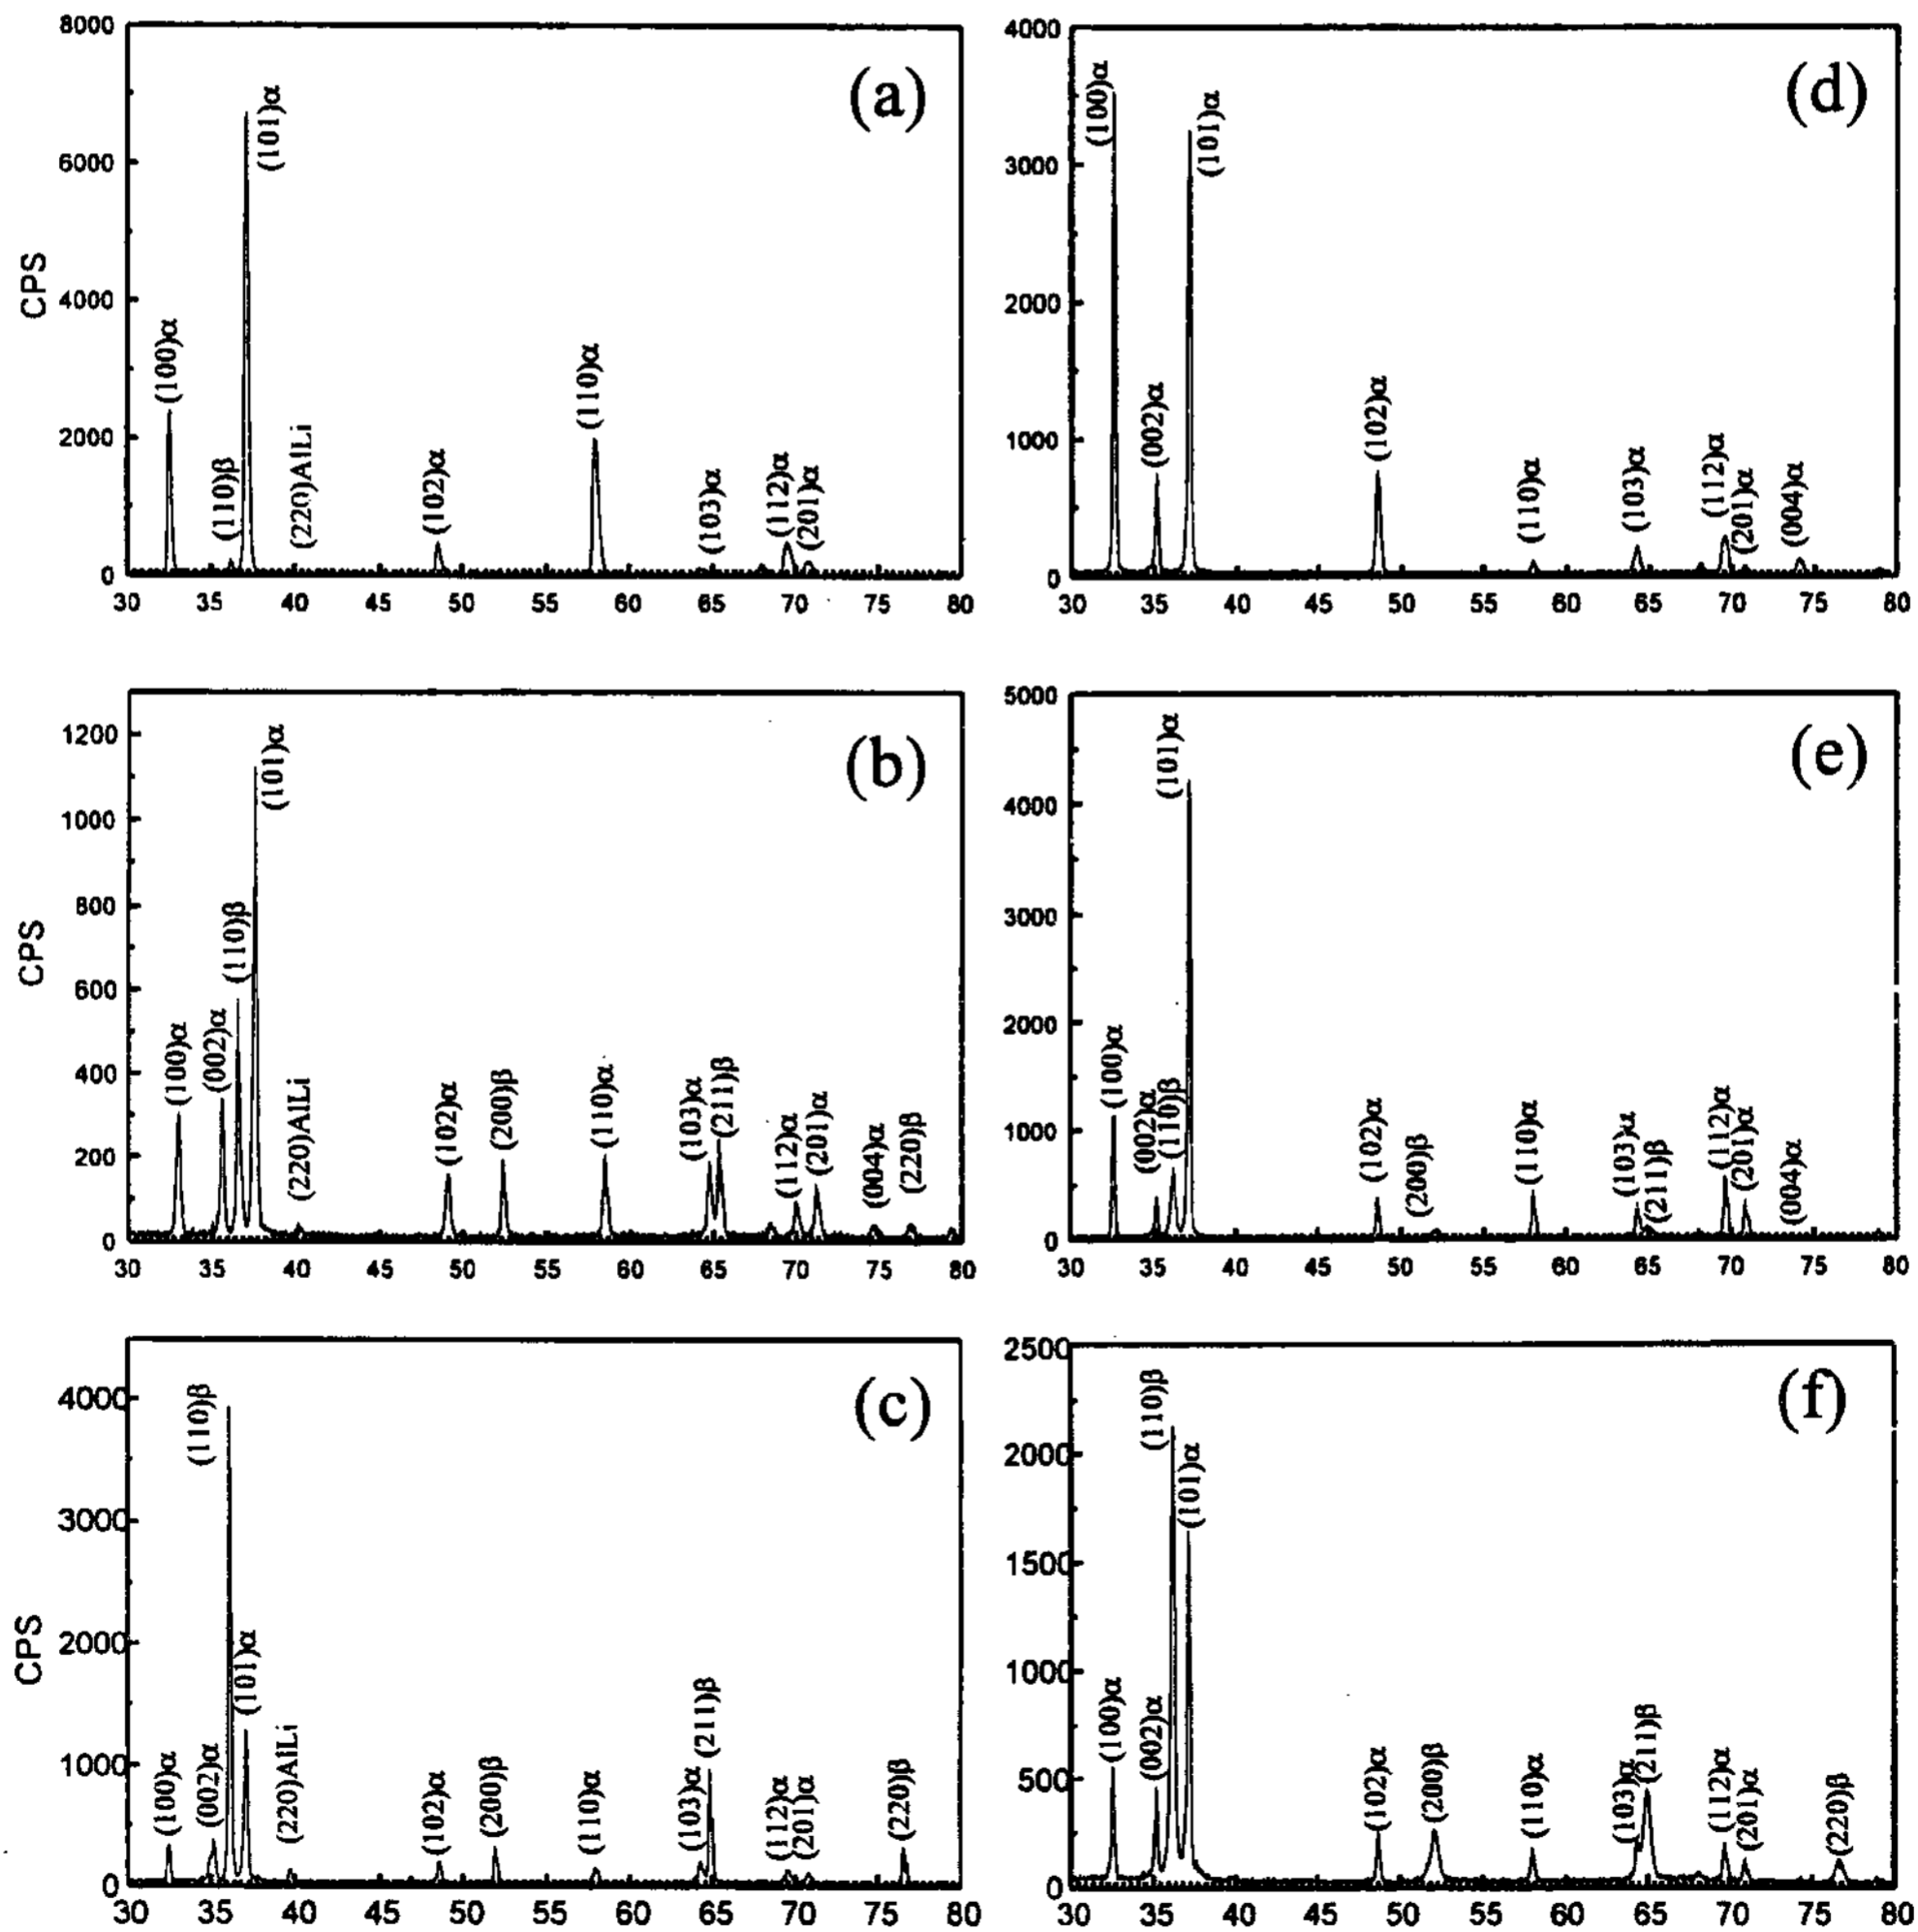 (a)
CPS
8000
6000
4000
2000
0
(100)α
(110)β
(101)α
(220)AlLi
(102)α
(110)α
(103)α
(112)α
(201)α
30 35 40 45 50 55 60 65 70 75 80
(d)
4000
3000
2000
1000
0
(100)α
(002)α
(101)α
(102)α
(110)α
(103)α
(112)α
(201)α
(004)α
30 35 40 45 50 55 60 65 70 75 80
(b)
CPS
1200
1000
800
600
400
200
0
(100)α
(002)α
(110)β
(101)α
(220)AlLi
(102)α
(200)β
(110)α
(103)α
(211)β
(112)α
(201)α
(004)α
(220)β
30 35 40 45 50 55 60 65 70 75 80
(e)
5000
4000
3000
2000
1000
0
(100)α
(002)α
(110)β
(101)α
(102)α
(200)β
(110)α
(103)α
(211)β
(112)α
(201)α
(004)α
30 35 40 45 50 55 60 65 70 75 80
(c)
CPS
4000
3000
2000
1000
0
(100)α
(002)α
(110)β
(101)α
(220)AlLi
(102)α
(200)β
(110)α
(103)α
(211)β
(112)α
(201)α
(220)β
30 35 40 45 50 55 60 65 70 75 80
(f)
2500
2000
1500
1000
500
0
(100)α
(002)α
(110)β
(101)α
(102)α
(200)β
(110)α
(103)α
(211)β
(112)α
(201)α
(220)β
30 35 40 45 50 55 60 65 70 75 80